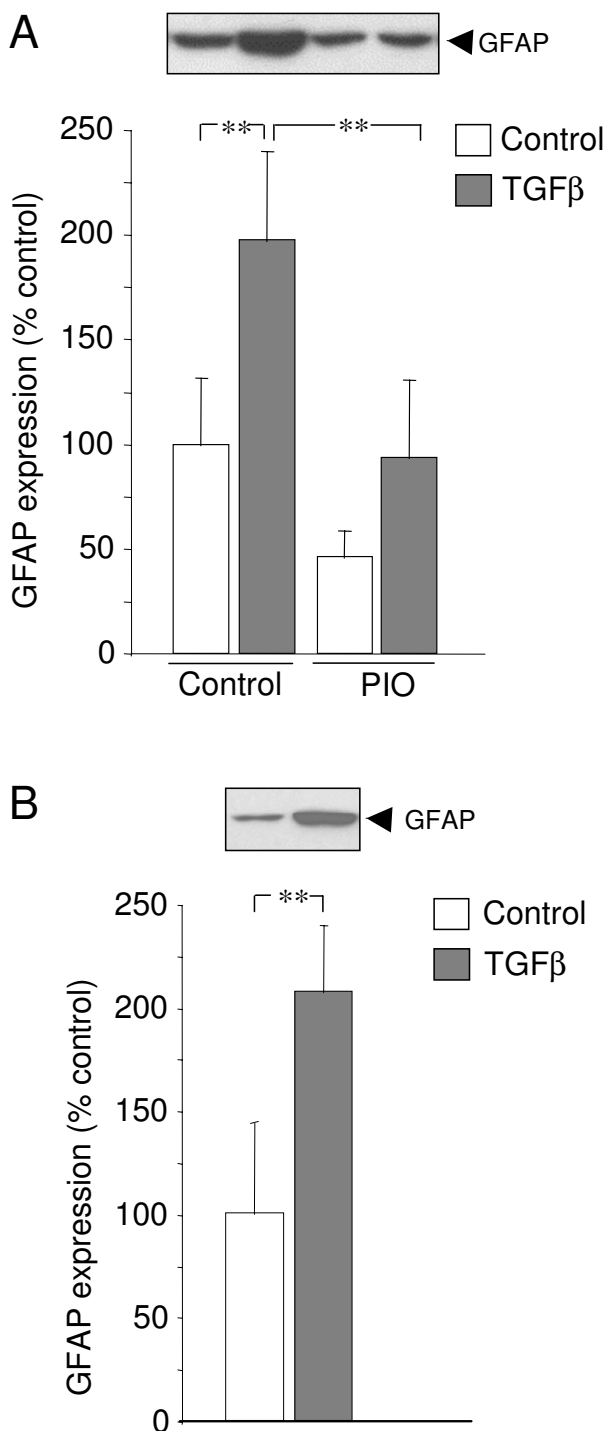 A
GFAP
GFAP expression (% control)
250
200
150
100
50
0
**
**
Control
TGFβ
Control
PIO
B
GFAP
GFAP expression (% control)
250
200
150
100
50
0
**
Control
TGFβ